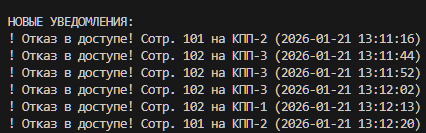 НОВЫЕ УВЕДОМЛЕНИЯ:
! Отказ в доступе! Сотр. 101 на КПП-2 (2026-01-21 13:11:16)
! Отказ в доступе! Сотр. 102 на КПП-3 (2026-01-21 13:11:44)
! Отказ в доступе! Сотр. 102 на КПП-3 (2026-01-21 13:11:52)
! Отказ в доступе! Сотр. 102 на КПП-3 (2026-01-21 13:12:02)
! Отказ в доступе! Сотр. 102 на КПП-1 (2026-01-21 13:12:13)
! Отказ в доступе! Сотр. 101 на КПП-2 (2026-01-21 13:12:20)